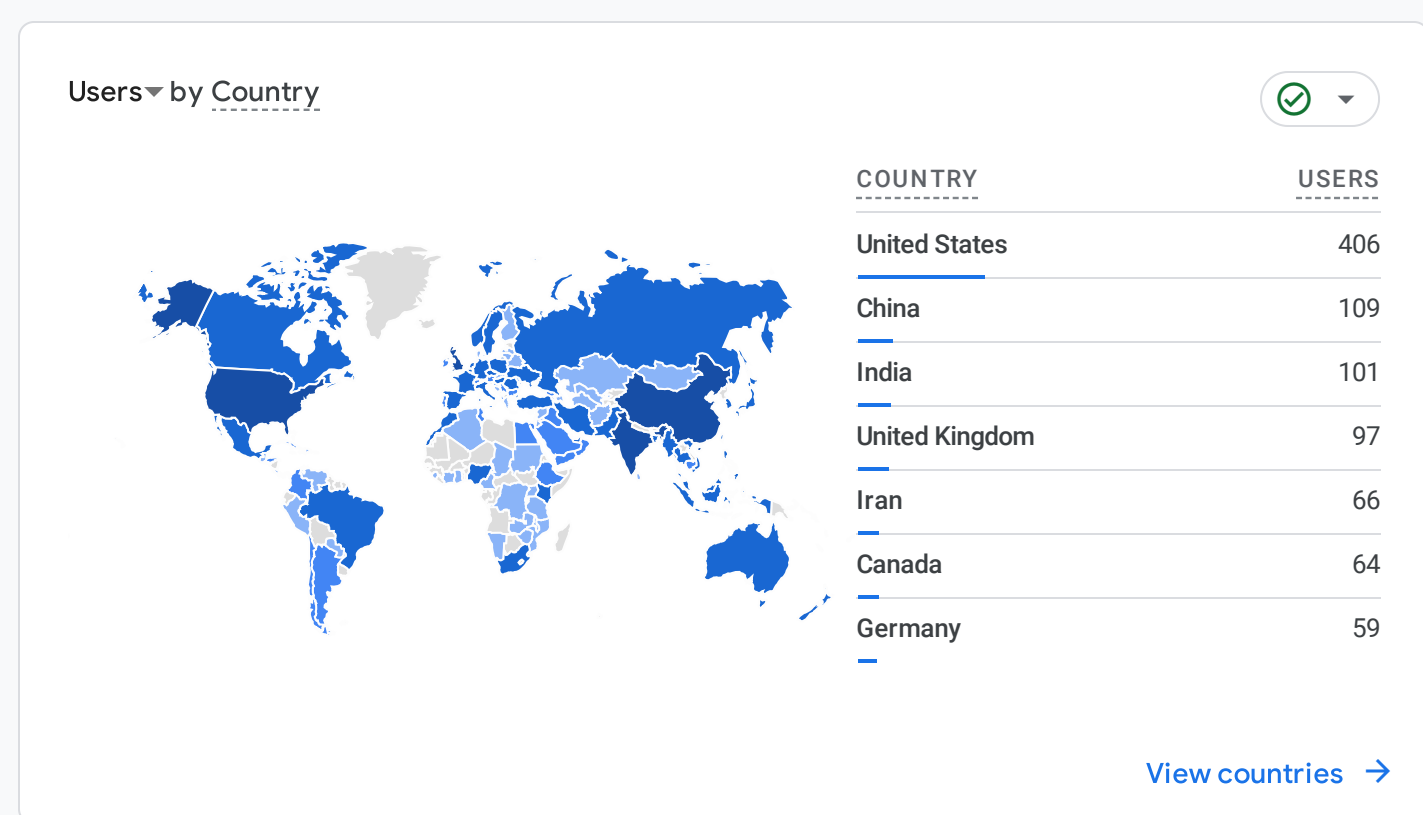 Users by Country
COUNTRY USERS
United States 406
China 109
India 101
United Kingdom 97
Iran 66
Canada 64
Germany 59
View countries